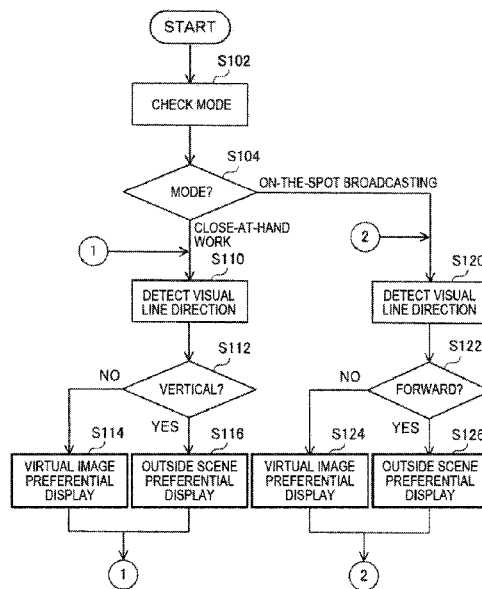 START
S102
CHECK MODE
S104
MODE?
ON-THE-SPOT BROADCASTING
CLOSE-AT-HAND
WORK
1
2
S110
S120
DETECT VISUAL
LINE DIRECTION
DETECT VISUAL
LINE DIRECTION
S112
S122
NO
VERTICAL?
NO
FORWARD?
S114
YES
S116
S124
YES
S126
VIRTUAL IMAGE
PREFERENTIAL
DISPLAY
OUTSIDE SCENE
PREFERENTIAL
DISPLAY
VIRTUAL IMAGE
PREFERENTIAL
DISPLAY
OUTSIDE SCENE
PREFERENTIAL
DISPLAY
1
2